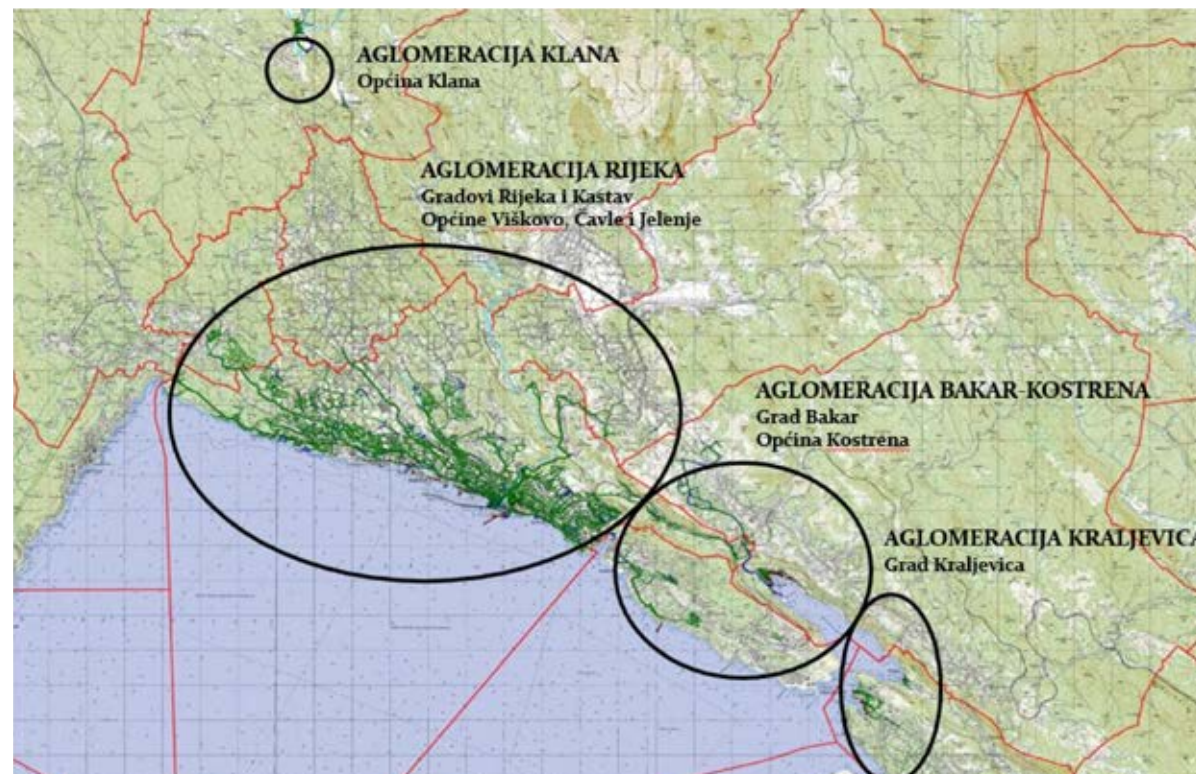 AGLOMERACIJA KLANA
Općina Klana
AGLOMERACIJA RIJEKA
Gradovi Rijeka i Kastav
Općine Viškovo, Čavle i Jelenje
AGLOMERACIJA BAKAR-KOSTRENA
Grad Bakar
Općina Kostrena
AGLOMERACIJA KRALJEVICA
Grad Kraljevica